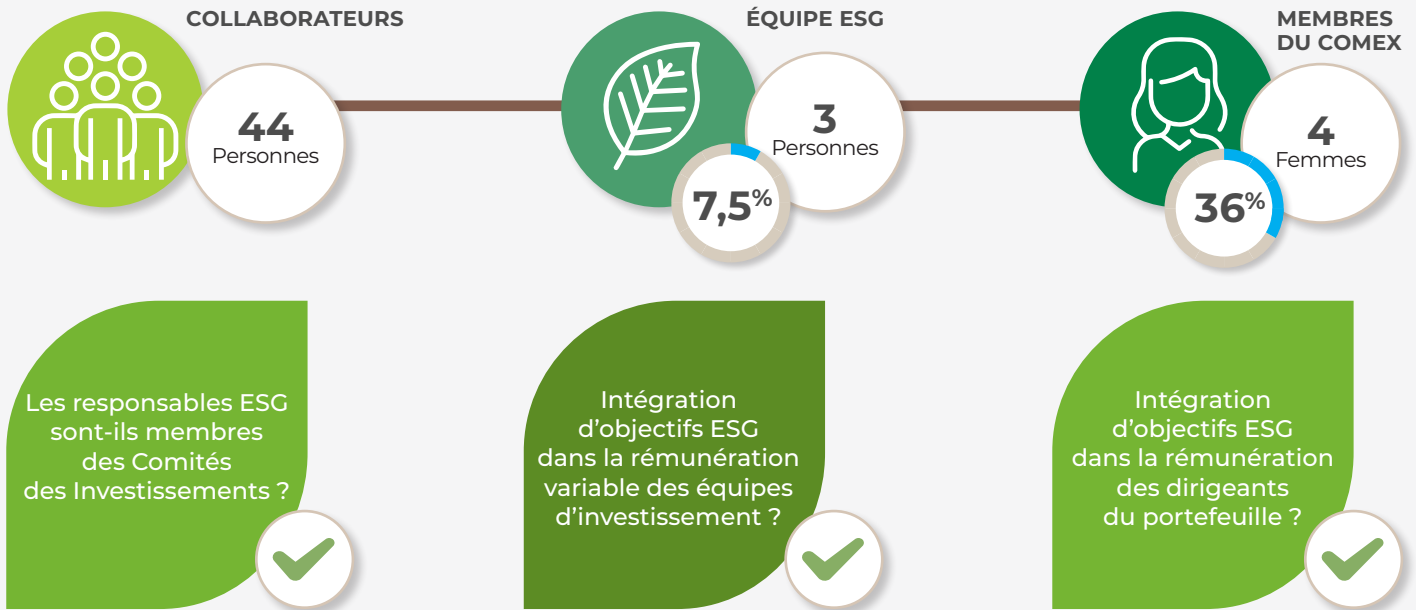 COLLABORATEURS
44
Personnes
ÉQUIPE ESG
3
Personnes
7,5%
MEMBRES
DU COMEX
4
Femmes
36%
Les responsables ESG
sont-ils membres
des Comités
des Investissements ?
Intégration
d’objectifs ESG
dans la rémunération
variable des équipes
d’investissement ?
Intégration
d’objectifs ESG
dans la rémunération
des dirigeants
du portefeuille ?